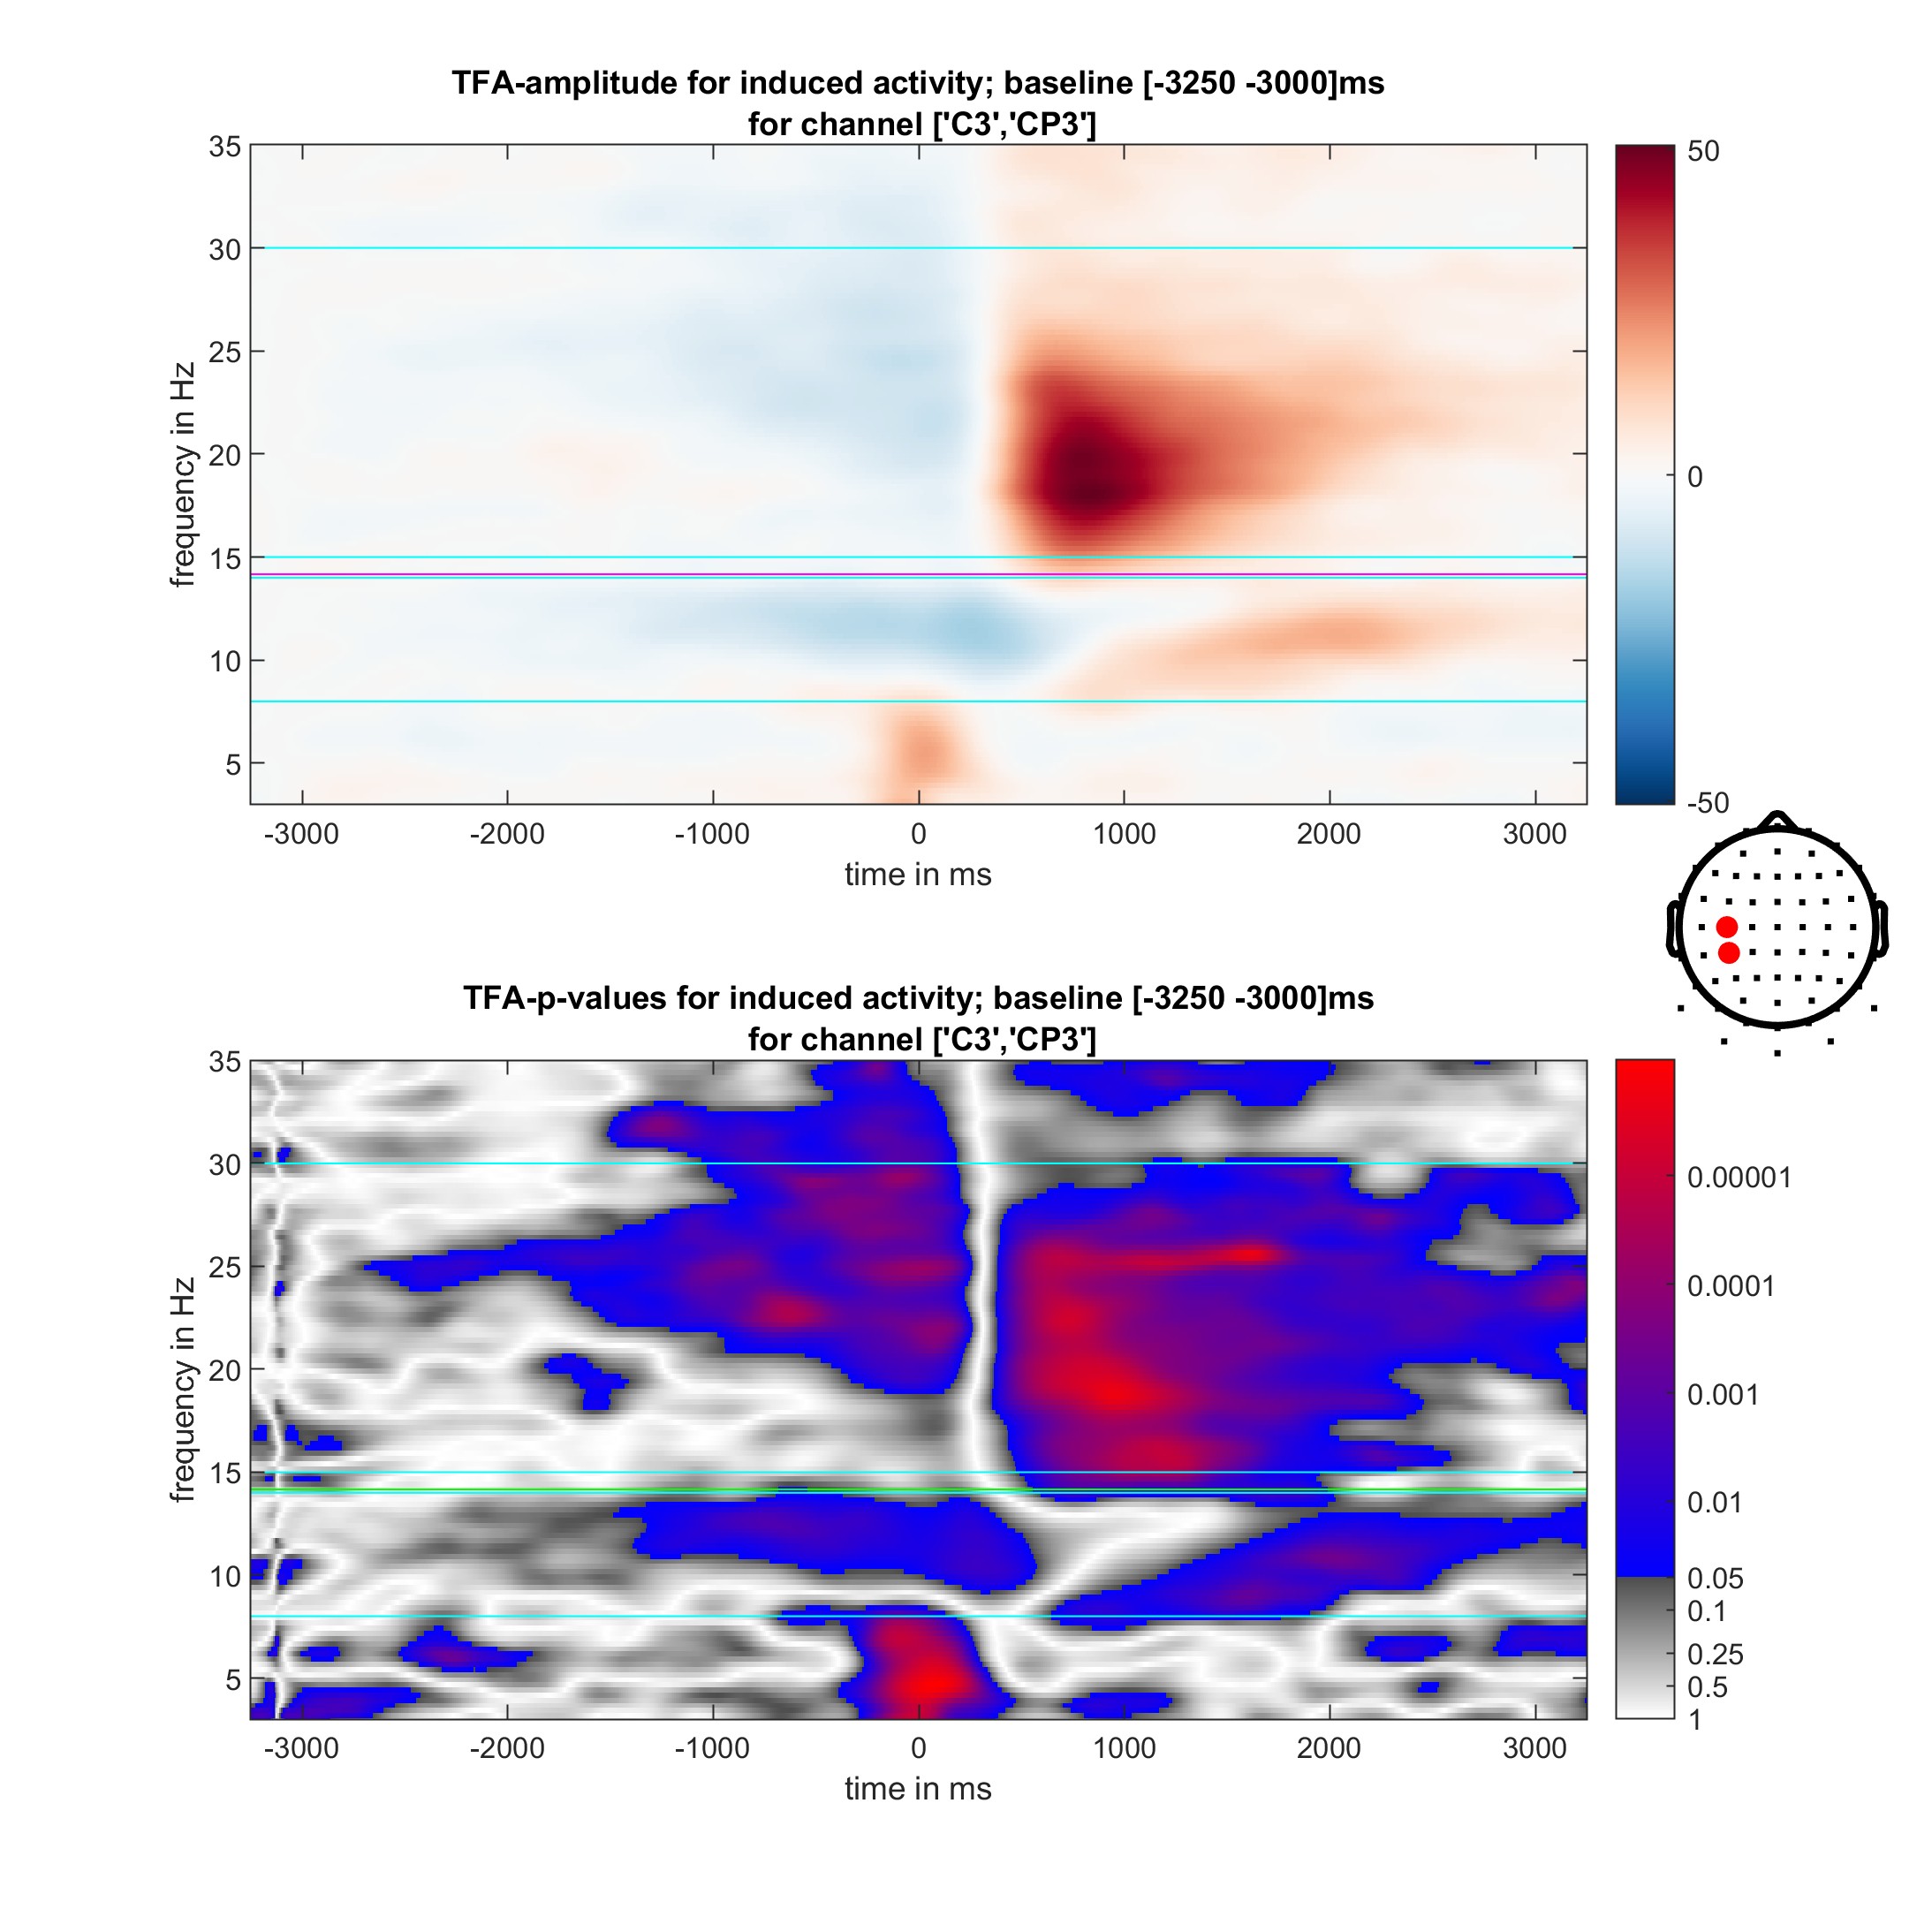 TFA-amplitude for induced activity; baseline [-3250 -3000]ms
for channel ['C3','CP3']
35
30
25
20
15
10
5
frequency in Hz
-3000 -2000 -1000 0 1000 2000 3000
time in ms
50
0
-50
TFA-p-values for induced activity; baseline [-3250 -3000]ms
for channel ['C3','CP3']
35
30
25
20
15
10
5
frequency in Hz
-3000 -2000 -1000 0 1000 2000 3000
time in ms
0.00001
0.0001
0.001
0.01
0.05
0.1
0.25
0.5
1